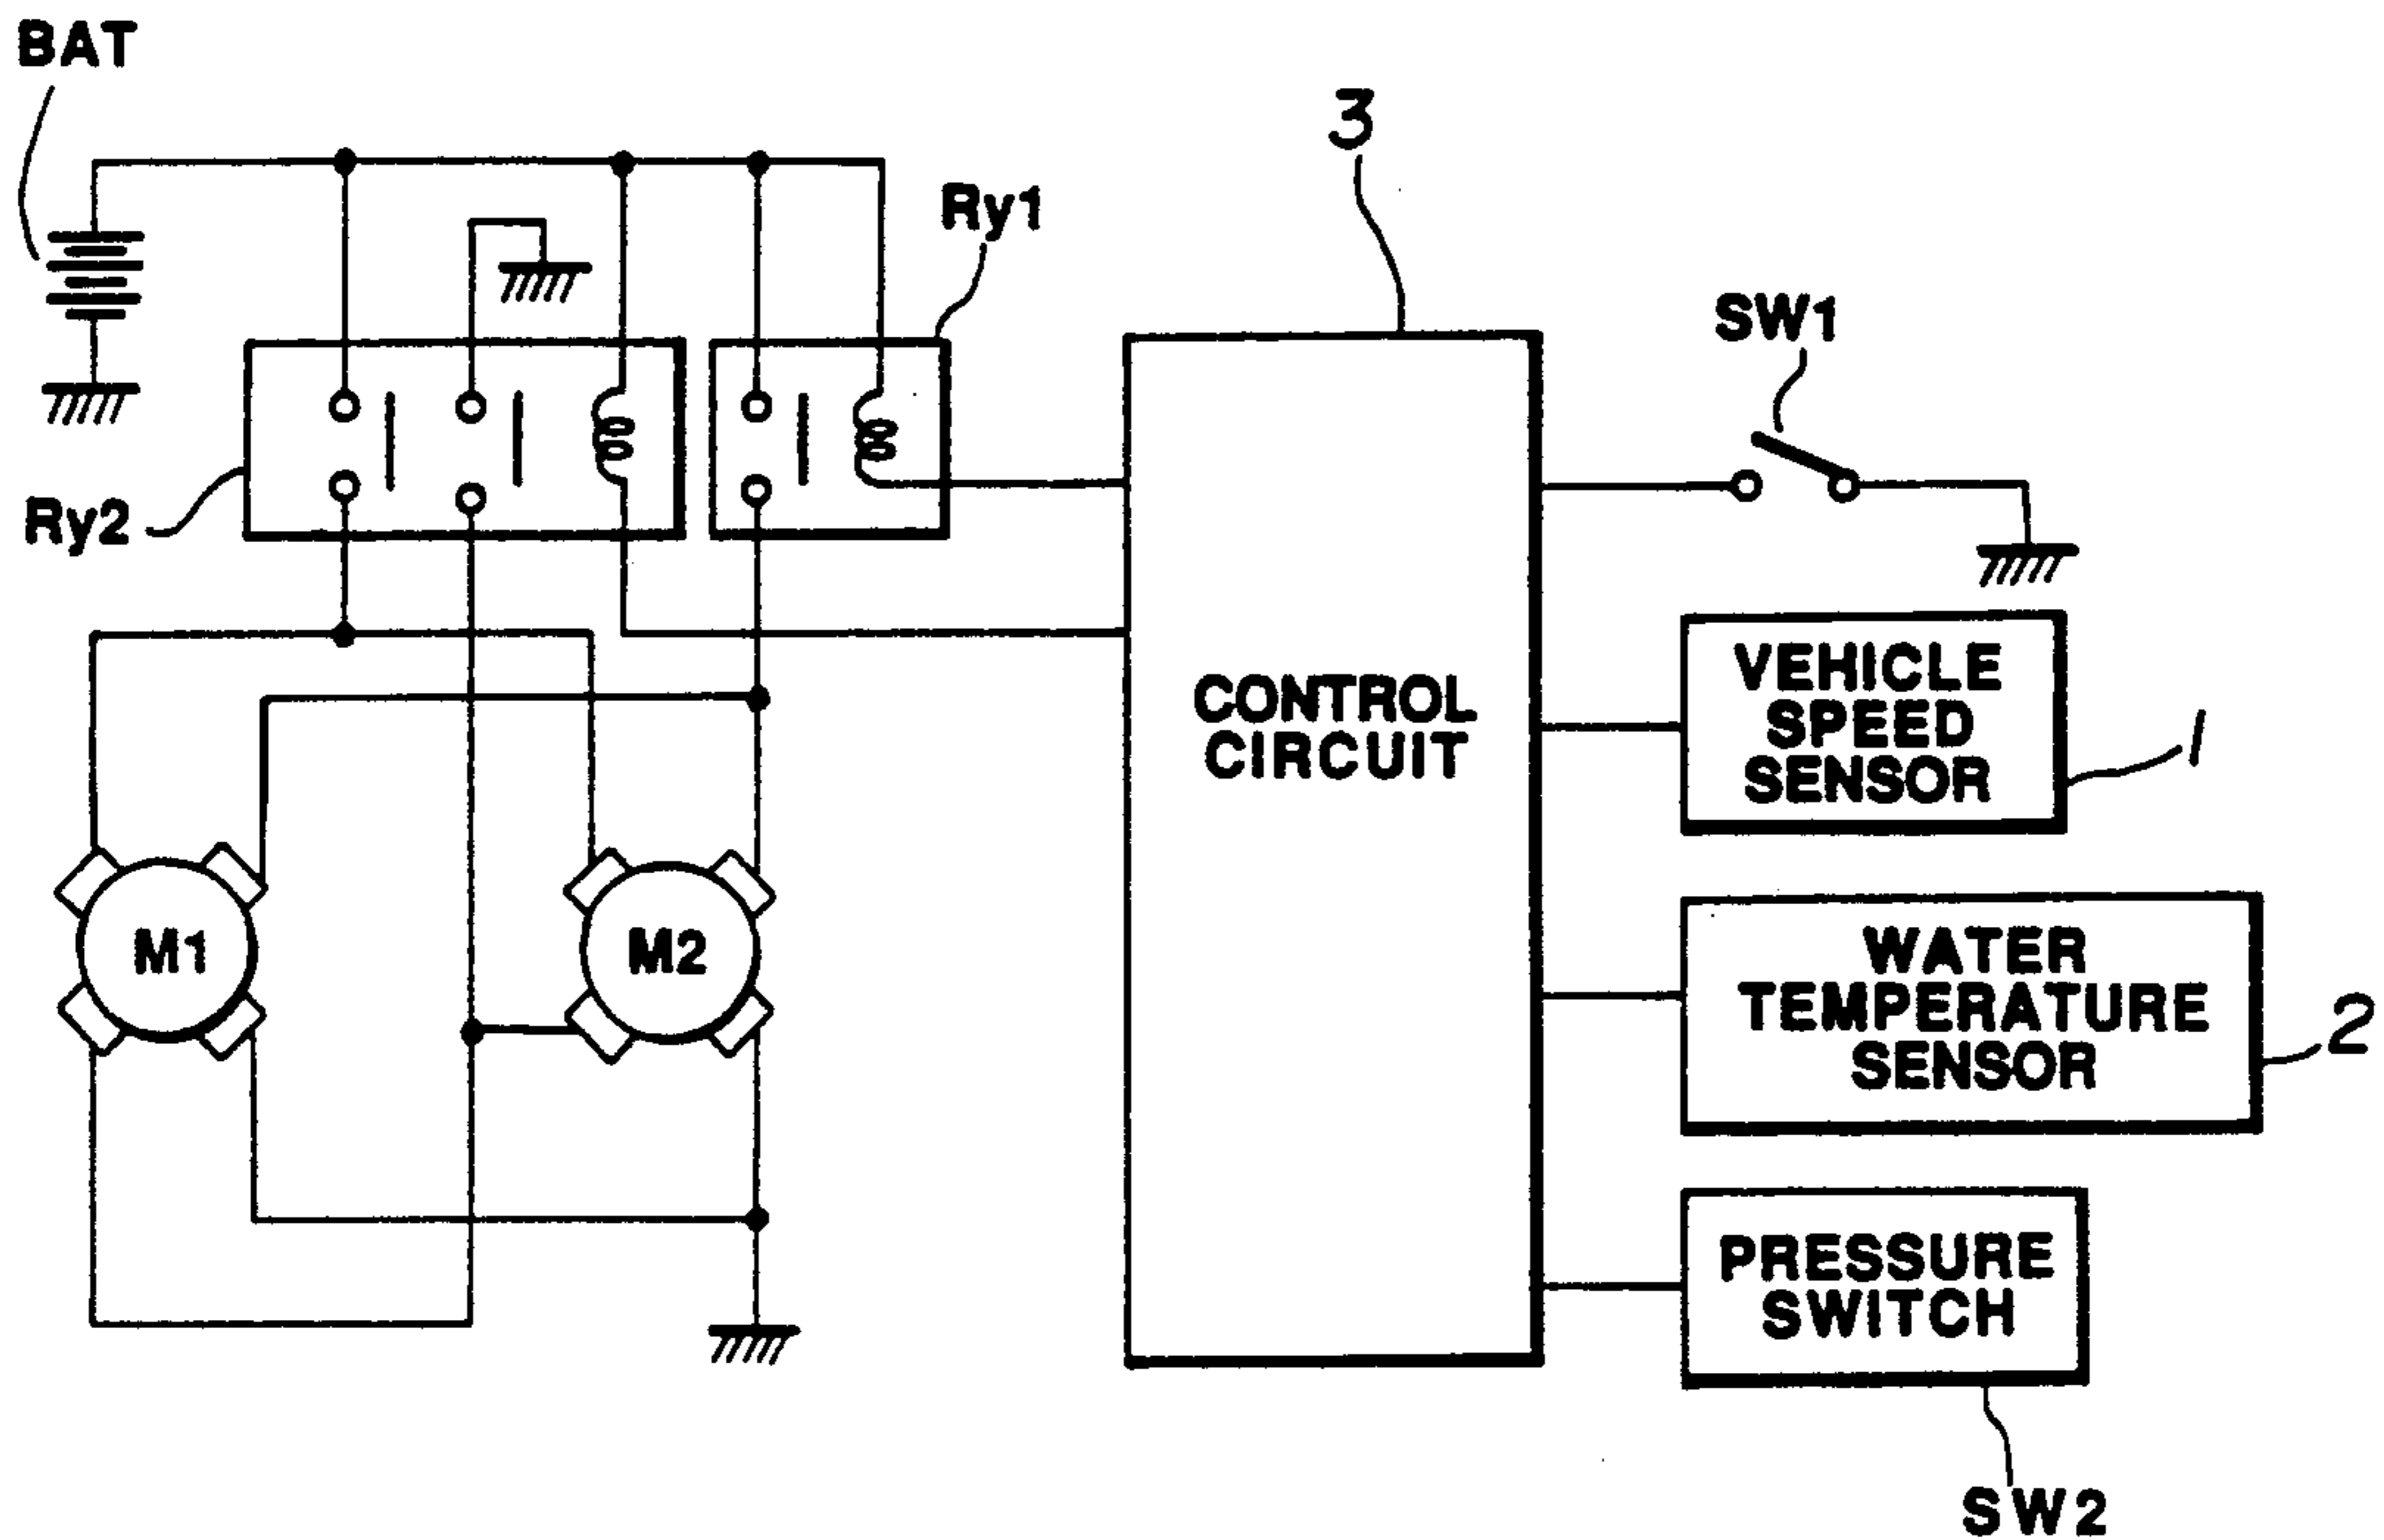 BAT
3
Ry1
SW1
Ry2
VEHICLE
SPEED
SENSOR
1
CONTROL
CIRCUIT
M1
M2
WATER
TEMPERATURE
SENSOR
2
PRESSURE
SWITCH
SW2